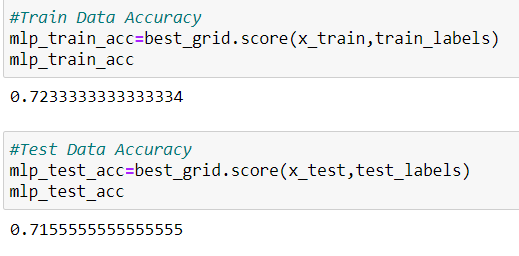 #Train Data Accuracy
mlp_train_acc=best_grid.score(x_train,train_labels)
mlp_train_acc
0.7233333333333334
#Test Data Accuracy
mlp_test_acc=best_grid.score(x_test,test_labels)
mlp_test_acc
0.7155555555555555